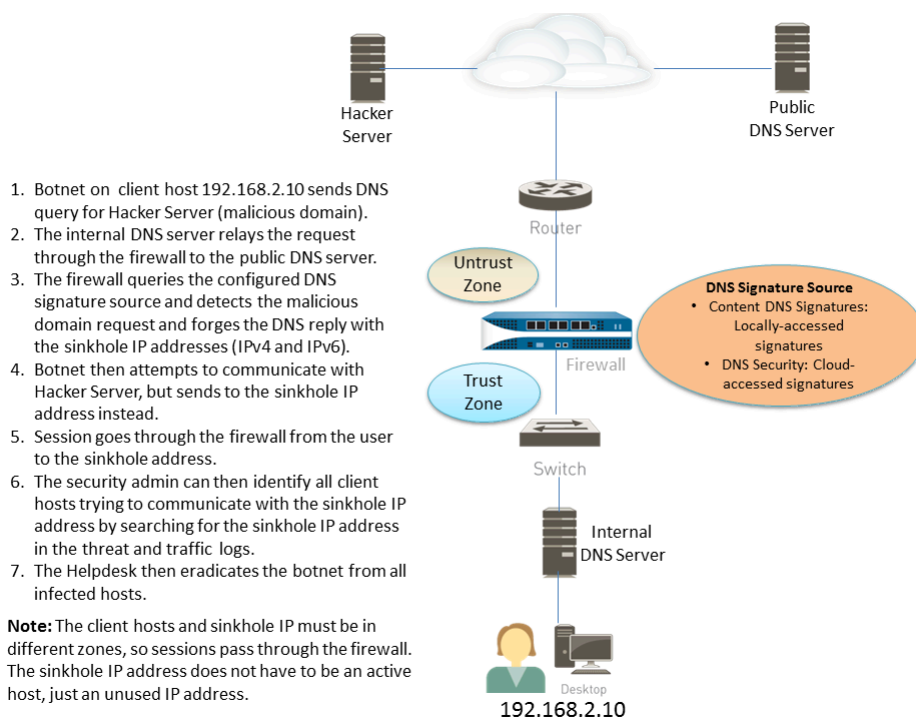 Hacker
Server
Public
DNS Server
1. Botnet on client host 192.168.2.10 sends DNS
query for Hacker Server (malicious domain).
2. The internal DNS server relays the request
through the firewall to the public DNS server.
3. The firewall queries the configured DNS
signature source and detects the malicious
domain request and forges the DNS reply with
the sinkhole IP addresses (IPv4 and IPv6).
4. Botnet then attempts to communicate with
Hacker Server, but sends to the sinkhole IP
address instead.
5. Session goes through the firewall from the user
to the sinkhole address.
6. The security admin can then identify all client
hosts trying to communicate with the sinkhole IP
address by searching for the sinkhole IP address
in the threat and traffic logs.
7. The Helpdesk then eradicates the botnet from all
infected hosts.
Note: The client hosts and sinkhole IP must be in
different zones, so sessions pass through the firewall.
The sinkhole IP address does not have to be an active
host, just an unused IP address.
Router
Untrust
Zone
Firewall
DNS Signature Source
• Content DNS Signatures:
Locally-accessed
signatures
• DNS Security: Cloud-
accessed signatures
Trust
Zone
Switch
Internal
DNS Server
Desktop
192.168.2.10